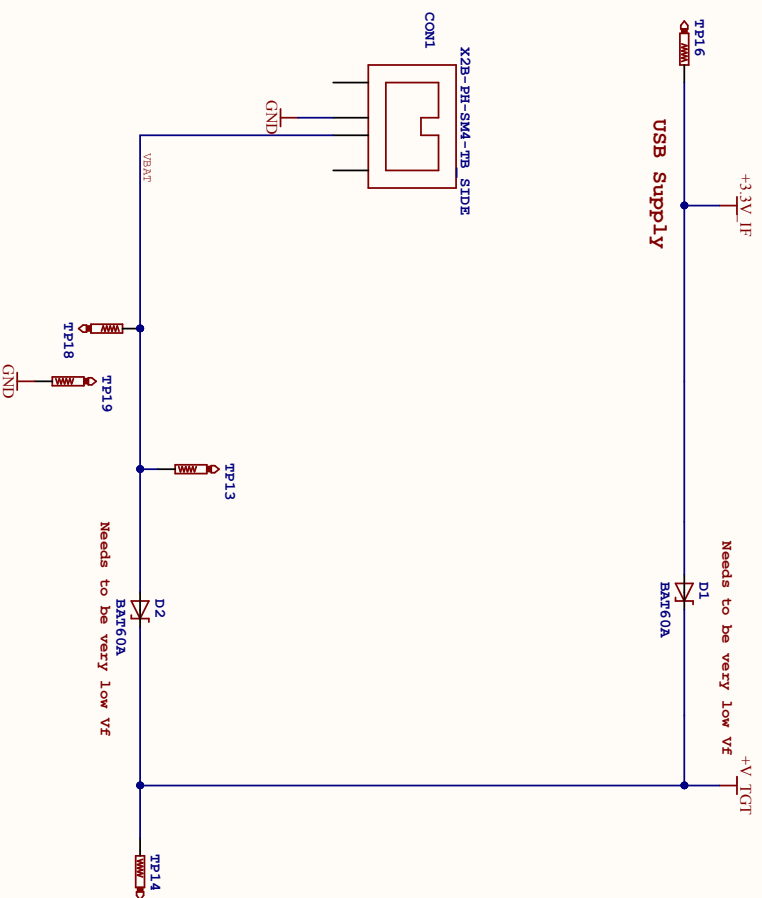 +3.3V_IF
+V_TGT
Needs to be very low Vf
TP16
D1
USB Supply
BAT60A
X2B-PH-SM4-TB SIDE
CON1
GND
TP13
D2
TP14
VBAT
BAT60A
TP19
Needs to be very low Vf
TP18
GND